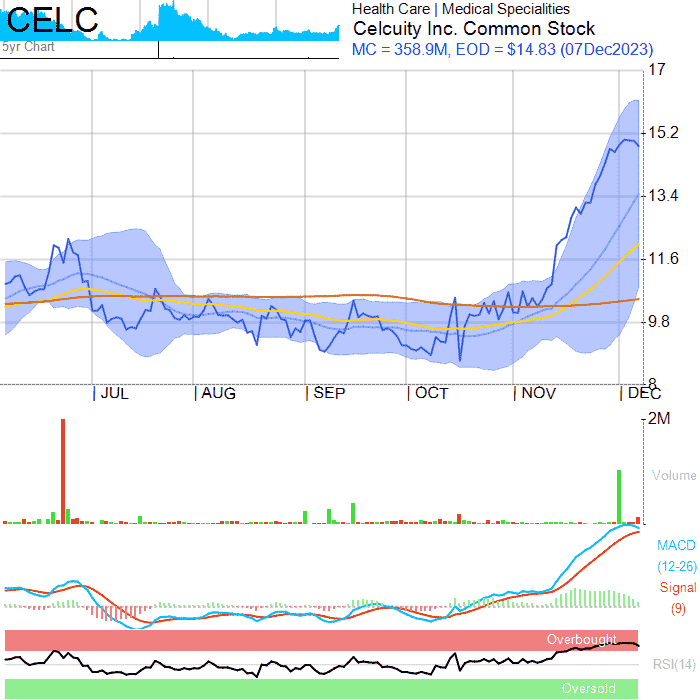 CELC
5yr Chart
Health Care | Medical Specialities
Celcuity Inc. Common Stock
MC = 358.9M, EOD = $14.83 (07Dec2023)
17
15.2
13.4
11.6
9.8
8
JUL AUG SEP OCT NOV DEC
2M
Volume
MACD
(12-26)
Signal
(9)
Overbought
RSI(14)
Oversold